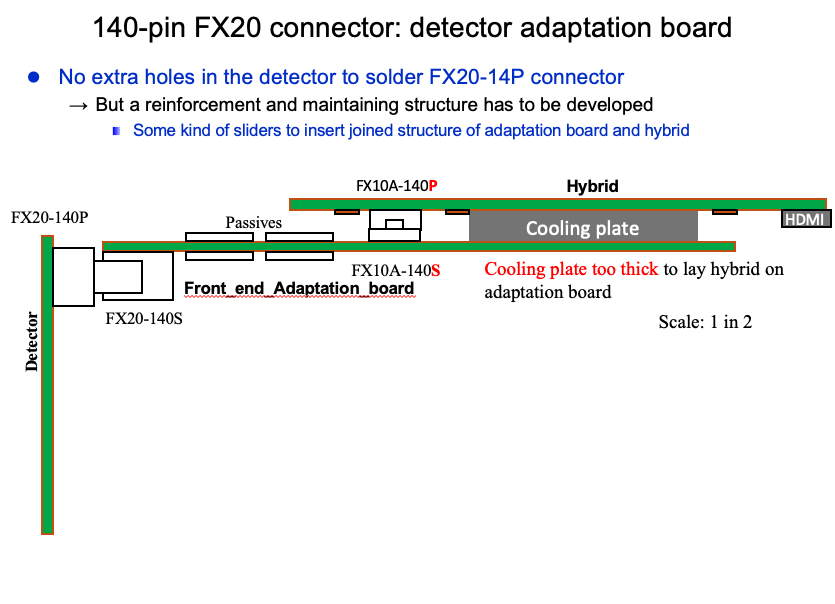 140-pin FX20 connector: detector adaptation board
● No extra holes in the detector to solder FX20-14P connector
→ But a reinforcement and maintaining structure has to be developed
Some kind of sliders to insert joined structure of adaptation board and hybrid
FX10A-140P
Hybrid
FX20-140P
Passives
HDMI
Cooling plate
FX10A-140S
Cooling plate too thick to lay hybrid on
adaptation board
Front_end_Adaptation_board
FX20-140S
Scale: 1 in 2
Detector